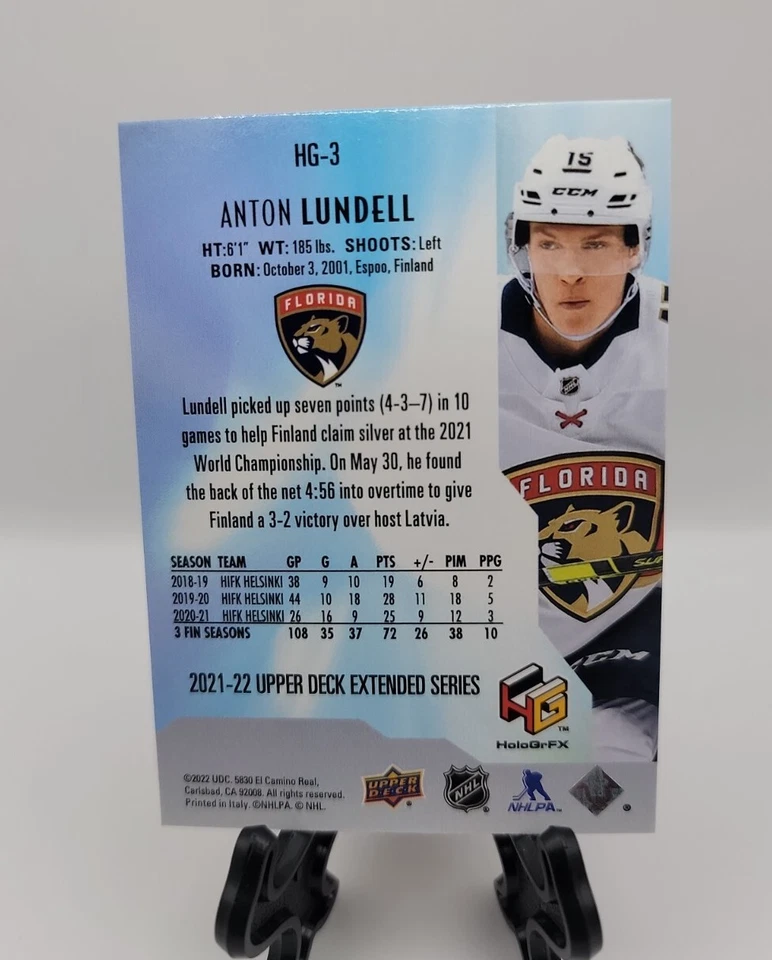 HG-3
ANTON LUNDELL
HT:6'1" WT: 185 lbs. SHOOTS: Left
BORN: October 3, 2001, Espoo, Finland
FLORIDA
TM
Lundell picked up seven points (4-3—7) in 10
games to help Finland claim silver at the 2021
World Championship. On May 30, he found
the back of the net 4:56 into overtime to give
Finland a 3-2 victory over host Latvia.
SEASON TEAM GP G A PTS +/- PIM PPG
2018-19 HIFK HELSINKI 38 9 10 19 6 8 2
2019-20 HIFK HELSINKI 44 10 18 28 11 18 5
2020-21 HIFK HELSINKI 26 16 9 25 9 12 3
3 FIN SEASONS 108 35 37 72 26 38 10
2021-22 UPPER DECK EXTENDED SERIES
HG TM
HoloGrFX
©2022 UDC. 5830 El Camino Real,
Carlsbad, CA 92008. All rights reserved.
Printed in Italy. ©NHLPA. © NHL.
UPPER
DECK ®
NHL ®
NHLPA™
®
15
CCM
FLORIDA
CCM